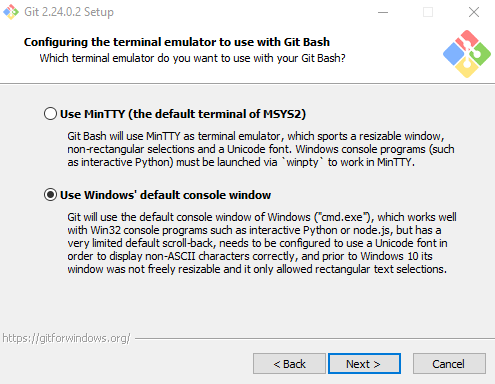 Git 2.24.0.2 Setup
Configuring the terminal emulator to use with Git Bash
Which terminal emulator do you want to use with your Git Bash?
Use MinTTY (the default terminal of MSYS2)
Git Bash will use MinTTY as terminal emulator, which sports a resizable window,
non-rectangular selections and a Unicode font. Windows console programs (such
as interactive Python) must be launched via `winpty` to work in MinTTY.
Use Windows' default console window
Git will use the default console window of Windows ("cmd.exe"), which works well
with Win32 console programs such as interactive Python or node.js, but has a
very limited default scroll-back, needs to be configured to use a Unicode font in
order to display non-ASCII characters correctly, and prior to Windows 10 its
window was not freely resizable and it only allowed rectangular text selections.
https://gitforwindows.org/
< Back
Next >
Cancel